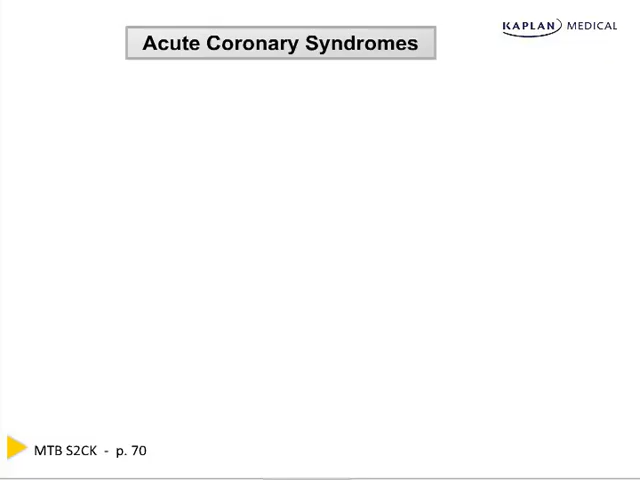 Acute Coronary Syndromes
KAPLAN MEDICAL
MTB S2CK - p. 70